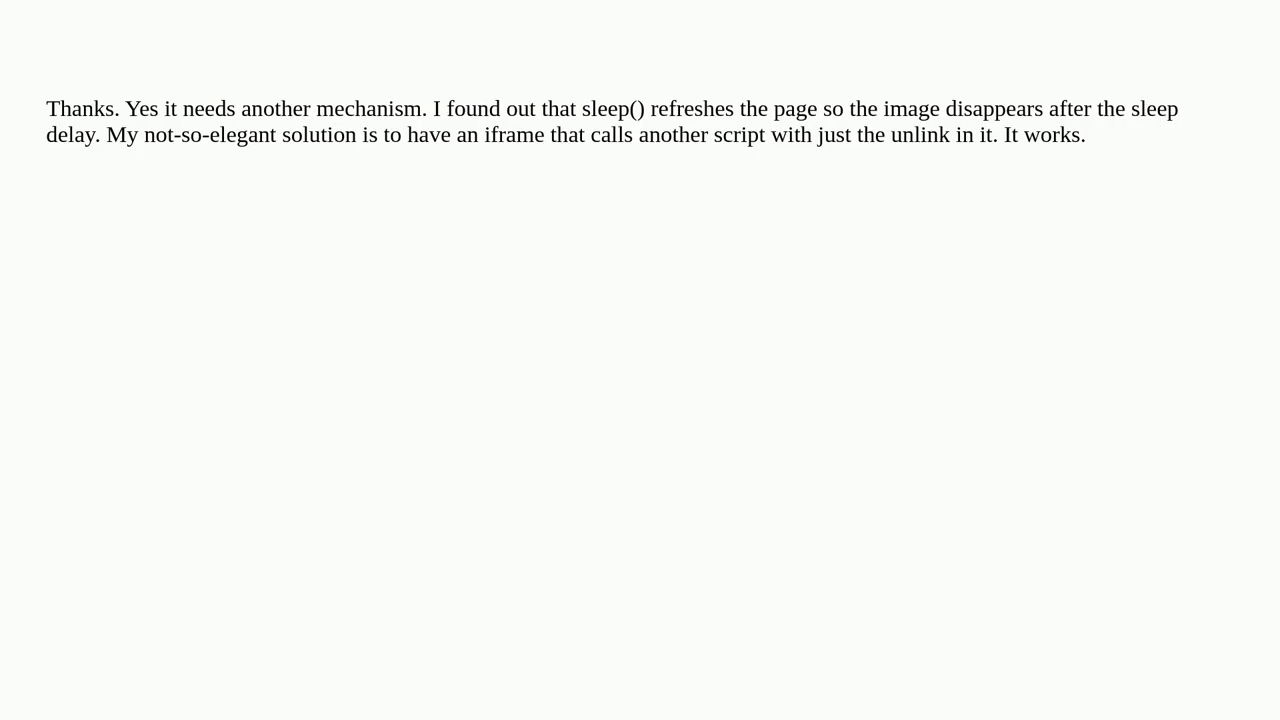 Thanks. Yes it needs another mechanism. I found out that sleep() refreshes the page so the image disappears after the sleep
delay. My not-so-elegant solution is to have an iframe that calls another script with just the unlink in it. It works.